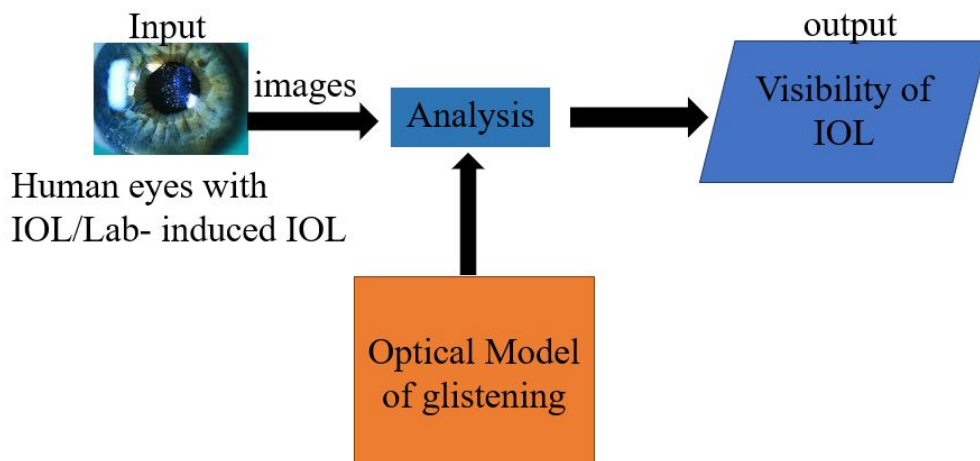 Input
images
Human eyes with
IOL/Lab- induced IOL
Analysis
output
Visibility of
IOL
Optical Model
of glistening